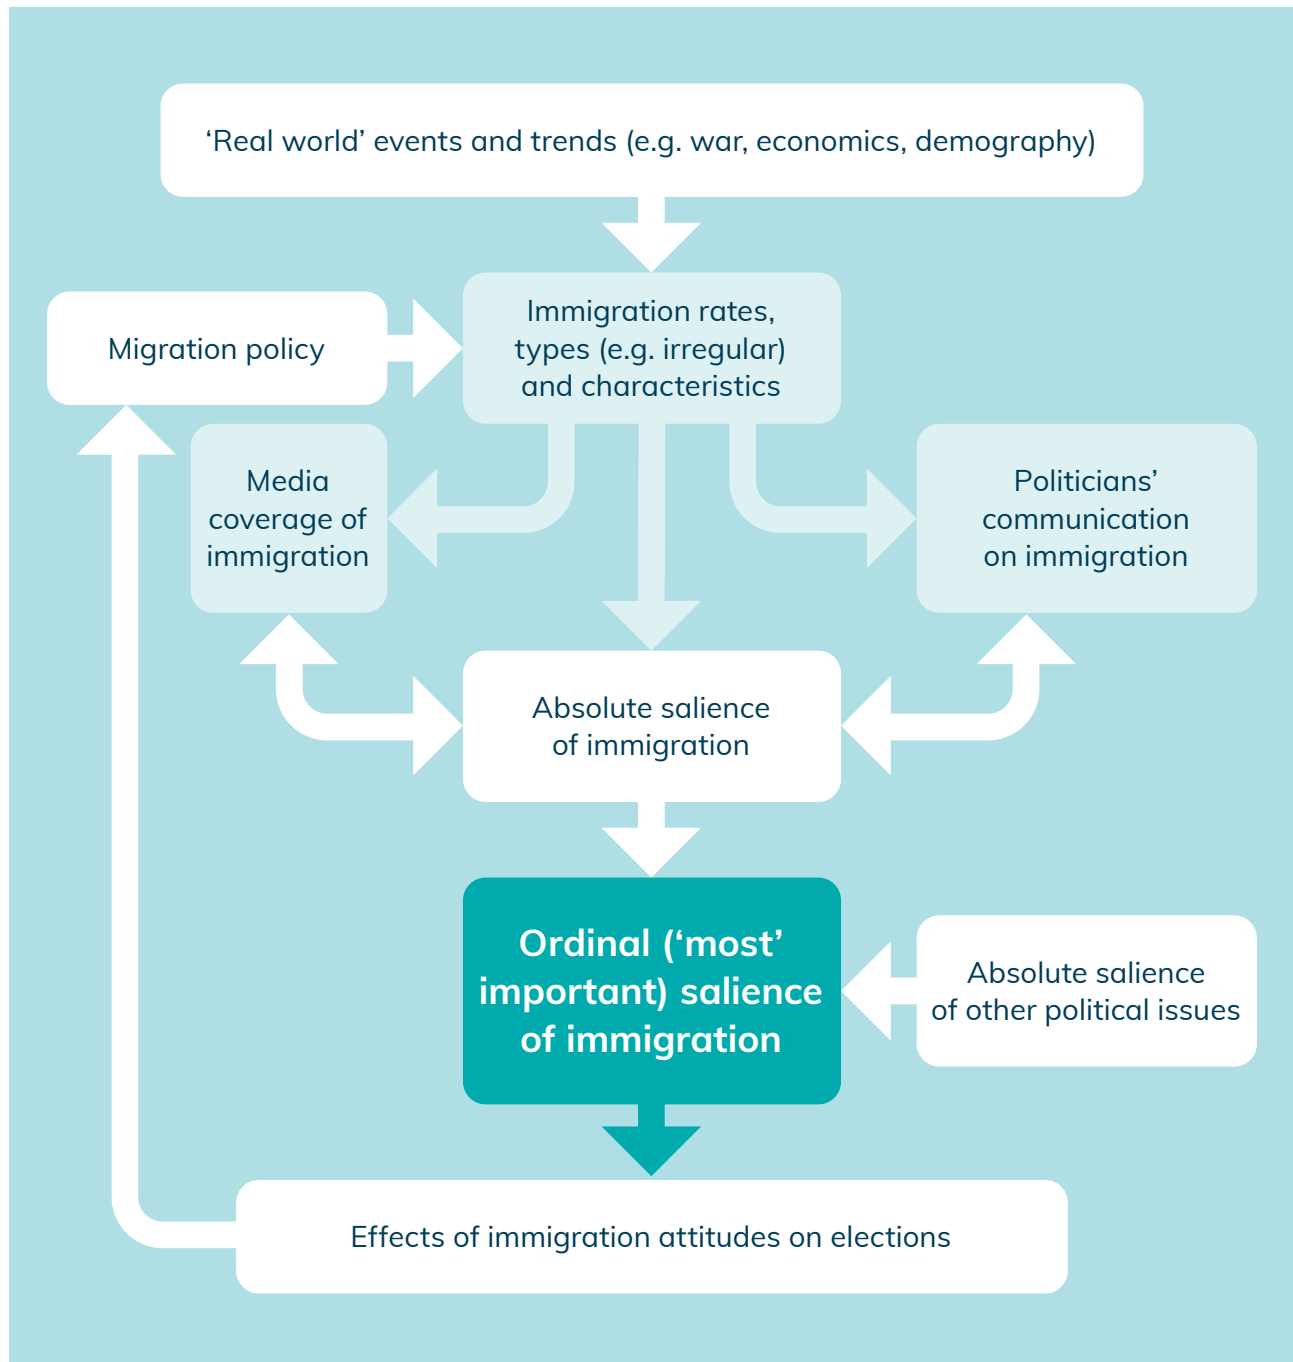 ‘Real world’ events and trends (e.g. war, economics, demography)
Migration policy
Immigration rates,
types (e.g. irregular)
and characteristics
Media
coverage of
immigration
Politicians’
communication
on immigration
Absolute salience
of immigration
Ordinal (‘most’
important) salience
of immigration
Absolute salience
of other political issues
Effects of immigration attitudes on elections